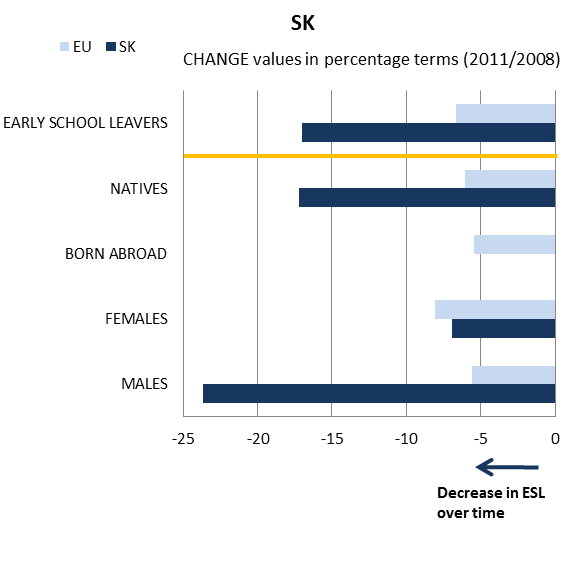 SK
EU SK
CHANGE values in percentage terms (2011/2008)
EARLY SCHOOL LEAVERS
NATIVES
BORN ABROAD
FEMALES
MALES
-25 -20 -15 -10 -5 0
Decrease in ESL
over time